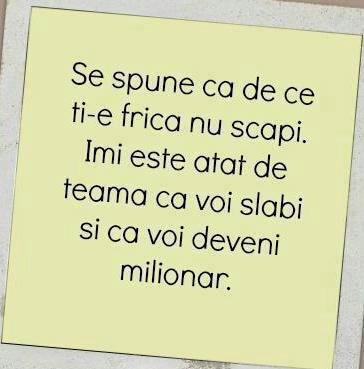 Se spune ca de ce
ti-e frica nu scapi.
Imi este atat de
teama ca voi slabi
si ca voi deveni
milionar.